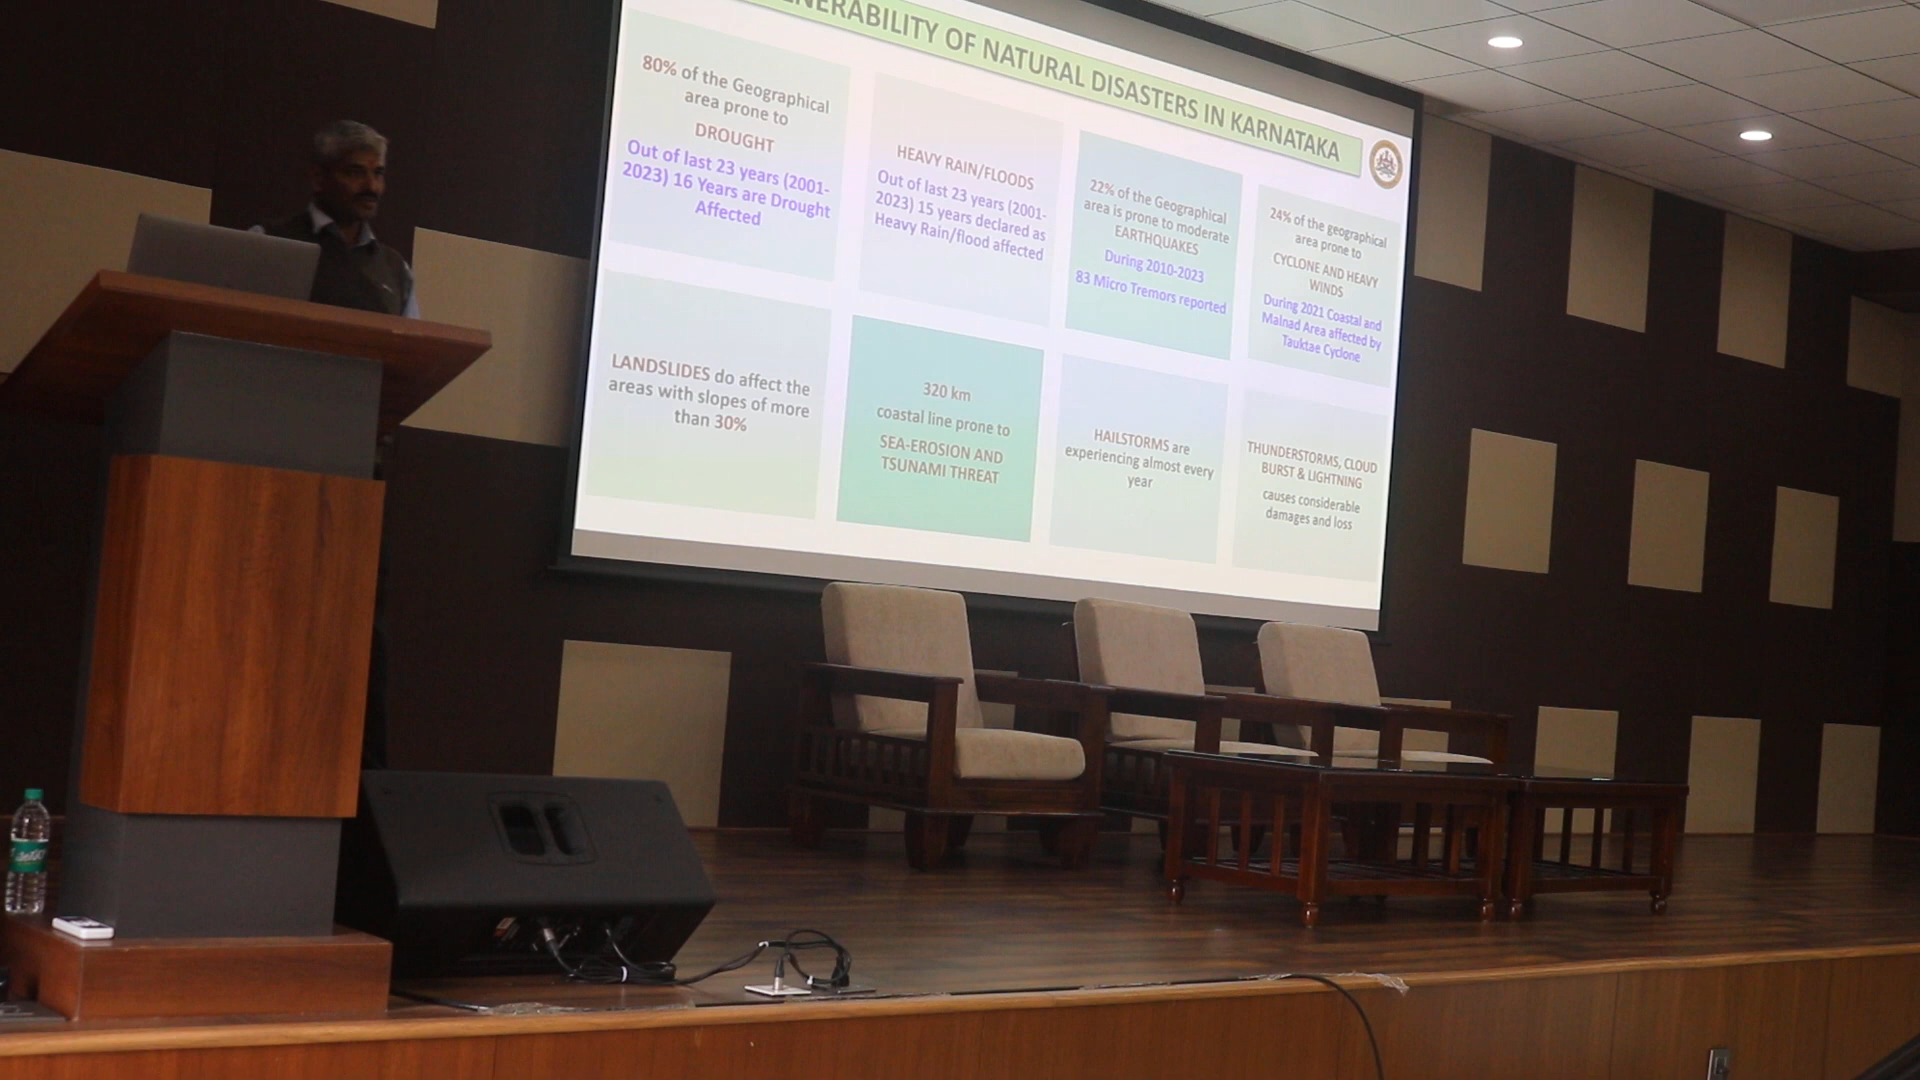 NERABILITY OF NATURAL DISASTERS IN KARNATAKA
80% of the Geographical
area prone to
DROUGHT
Out of last 23 years (2001-
2023) 16 Years are Drought
Affected
HEAVY RAIN/FLOODS
Out of last 23 years (2001-
2023) 15 years declared as
Heavy Rain/flood affected
22% of the Geographical
area is prone to moderate
EARTHQUAKES
During 2010-2023
83 Micro Tremors reported
24% of the geographical
area prone to
CYCLONE AND HEAVY
WINDS
During 2021 Coastal and
Malnad Area affected by
Tauktae Cyclone
LANDSLIDES do affect the
areas with slopes of more
than 30%
320 km
coastal line prone to
SEA-EROSION AND
TSUNAMI THREAT
HAILSTORMS are
experiencing almost every
year
THUNDERSTORMS, CLOUD
BURST & LIGHTNING
causes considerable
damages and loss